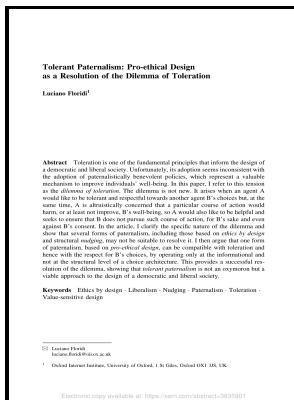 Tolerant Paternalism: Pro-ethical Design
as a Resolution of the Dilemma of Toleration
Luciano Floridi¹
Abstract Toleration is one of the fundamental principles that inform the design of
a democratic and liberal society. Unfortunately, its adoption seems inconsistent with
the adoption of paternalistically benevolent policies, which represent a valuable
mechanism to improve individuals' well-being. In this paper, I refer to this tension
as the dilemma of toleration. The dilemma is not new. It arises when an agent A
would like to be tolerant and respectful towards another agent B's choices but, at the
same time, A is altruistically concerned that a particular course of action would
harm, or at least not improve, B's well-being, so A would also like to be helpful and
seeks to ensure that B does not pursue such course of action, for B's sake and even
against B's consent. In the article, I clarify the specific nature of the dilemma and
show that several forms of paternalism, including those based on ethics by design
and structural nudging, may not be suitable to resolve it. I then argue that one form
of paternalism, based on pro-ethical design, can be compatible with toleration and
hence with the respect for B's choices, by operating only at the informational and
not at the structural level of a choice architecture. This provides a successful res-
olution of the dilemma, showing that tolerant paternalism is not an oxymoron but a
viable approach to the design of a democratic and liberal society.
Keywords Ethics by design · Liberalism · Nudging · Paternalism · Toleration ·
Value-sensitive design
✉ Luciano Floridi
luciano.floridi@oii.ox.ac.uk
¹ Oxford Internet Institute, University of Oxford, 1 St Giles, Oxford OX1 3JS, UK
Electronic copy available at: https://ssrn.com/abstract=3835601